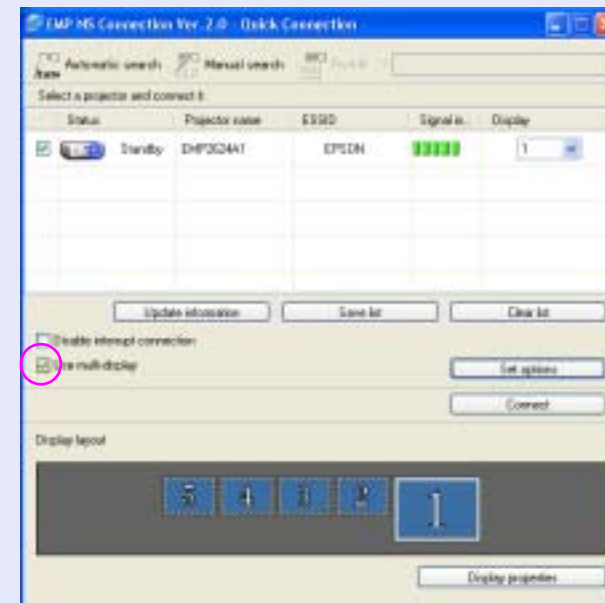 EMP NS Connection Ver. 2.0 - Quick Connection
Automatic search Manual search
Select a projector and connect it.
Status Projector name ESSID Signal in... Display
Standby EPSON 1
Update information Save list Clear list
Disable interrupt connection
Use multi-display Set options
Connect
Display layout
5 4 3 2 1
Display properties